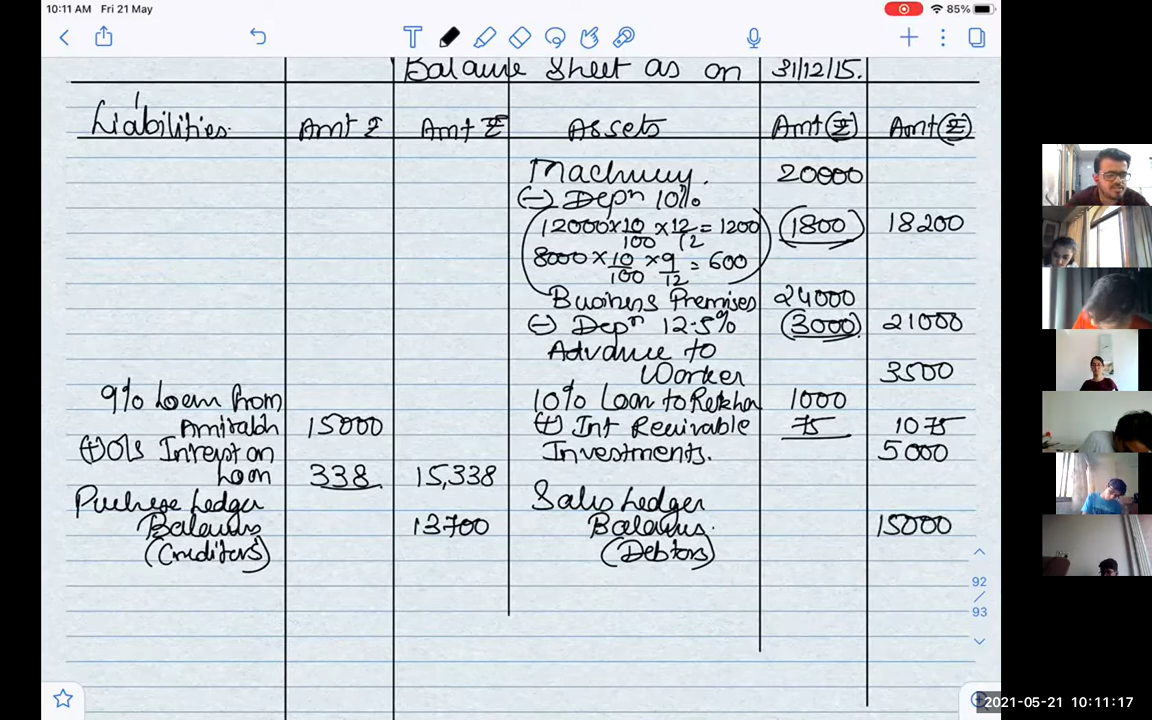 10:11 AM Fri 21 May
85%
Balance Sheet as on 31/12/15.
Liabilities. Amt ₹ Amt ₹ Assets Amt(₹) Amt(₹)
Machinery. 20000
(-) Depn 10%
(12000×10/100 ×12/12 = 1200 (1800) 18200
8000 × 10/100 × 9/12 = 600)
Business Premises 24000
(-) Depn 12.5% (3000) 21000
Advance to
Worker 3500
9% Loan from 10% Loan to Rekha 1000
Amirabh 15000 (+) Int Receivable 75 1075
(+) O/s Interest on Investments. 5000
Loan 338 15,338
Purchase Ledger Sales Ledger
Balances 13700 Balances. 15000
(Creditors) (Debtors)
92
/
93
2021-05-21 10:11:17